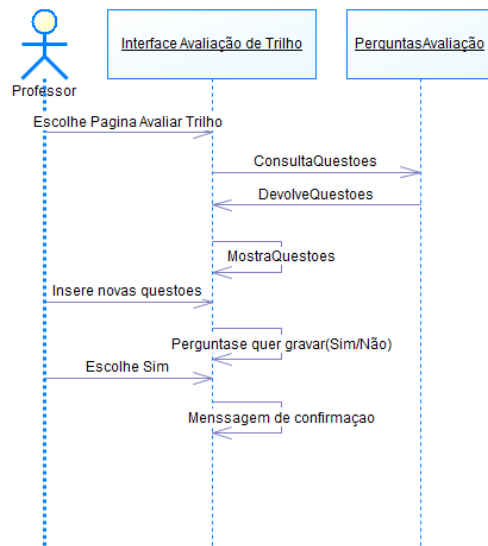 Interface Avaliação de Trilho
PerguntasAvaliação
Professor
Escolhe Pagina Avaliar Trilho
ConsultaQuestoes
DevolveQuestoes
MostraQuestoes
Insere novas questoes
Perguntase quer gravar(Sim/Não)
Escolhe Sim
Menssagem de confirmaçao